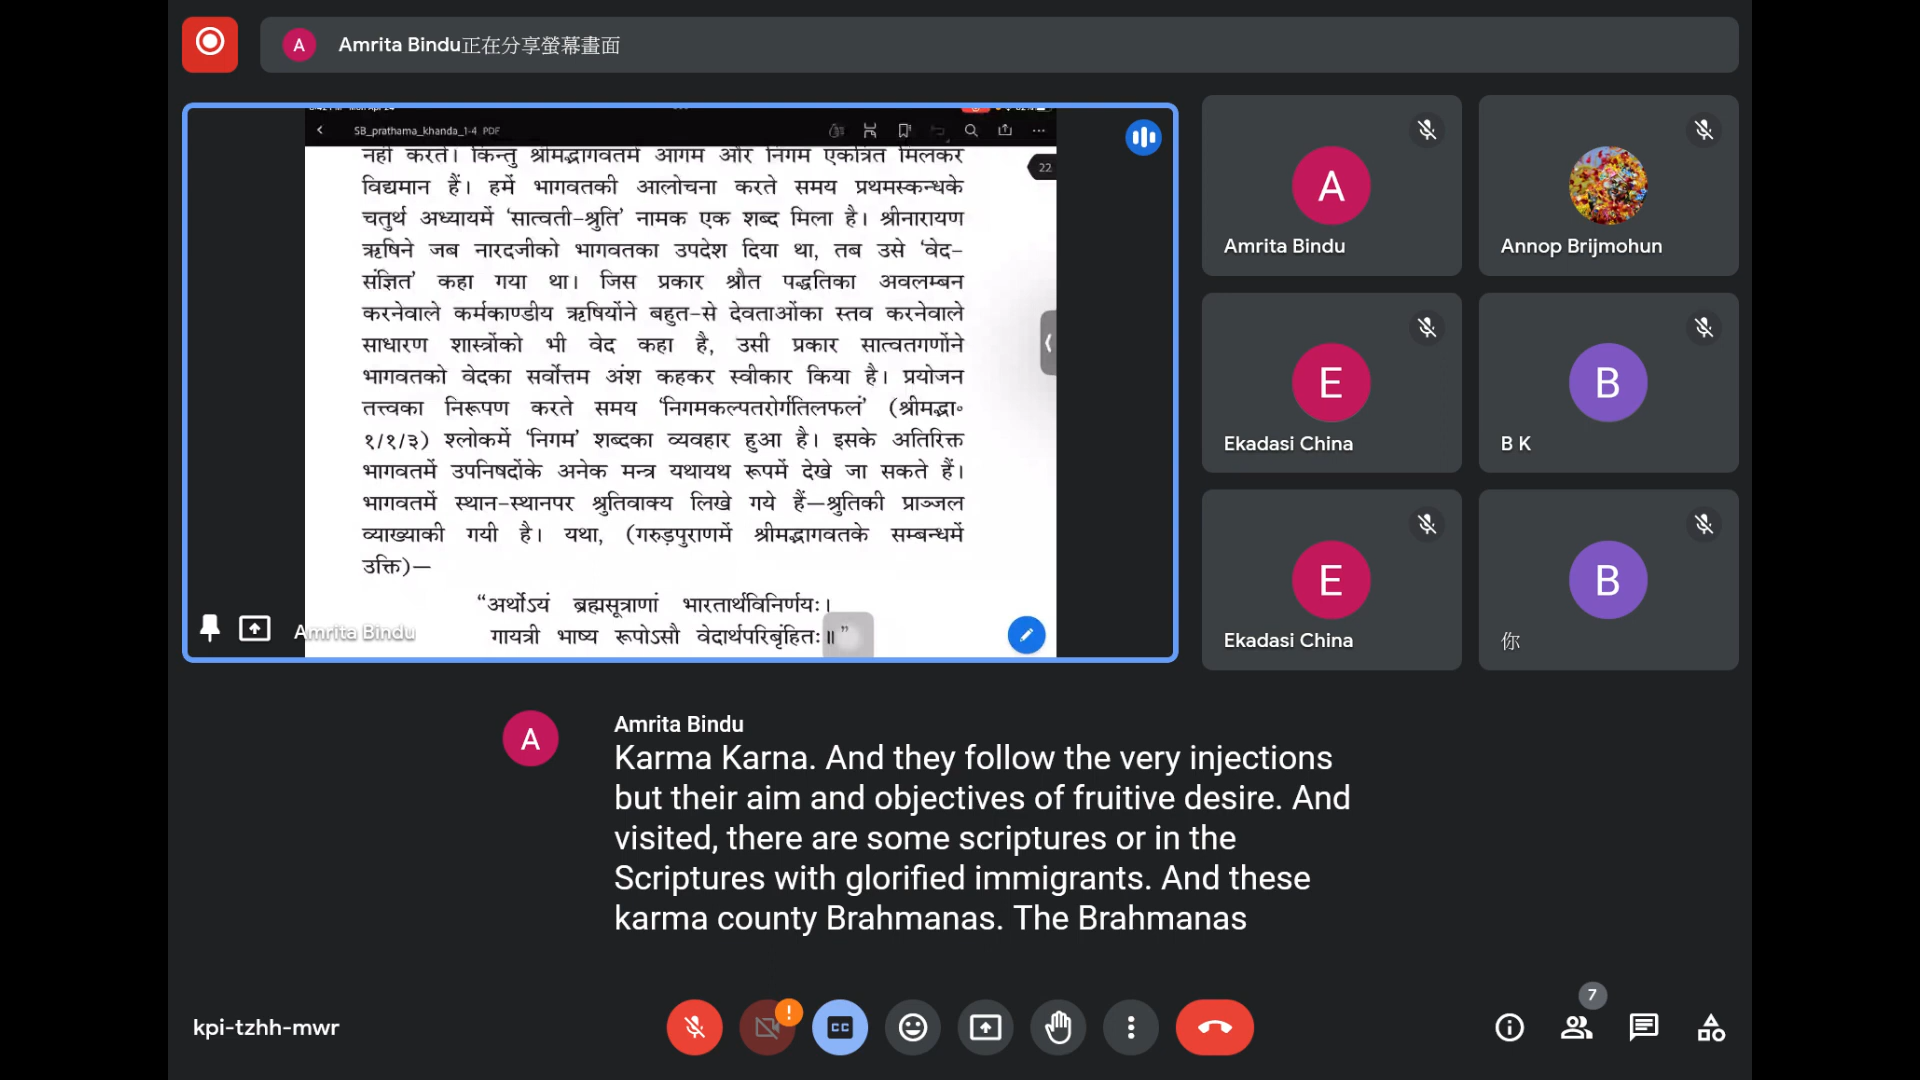 A Amrita Bindu正在分享螢幕畫面
SB_prathama_khanda_1-4 PDF
22
नहीं करते। किन्तु श्रीमद्भागवतमें आगम और निगम एकत्रित मिलकर
विद्यमान हैं। हमें भागवतकी आलोचना करते समय प्रथमस्कन्धके
चतुर्थ अध्यायमें ‘सात्वती-श्रुति’ नामक एक शब्द मिला है। श्रीनारायण
ऋषिने जब नारदजीको भागवतका उपदेश दिया था, तब उसे ‘वेद-
संज्ञित’ कहा गया था। जिस प्रकार श्रौत पद्धतिका अवलम्बन
करनेवाले कर्मकाण्डीय ऋषियोंने बहुत-से देवताओंका स्तव करनेवाले
साधारण शास्त्रोंको भी वेद कहा है, उसी प्रकार सात्वतगणोंने
भागवतको वेदका सर्वोत्तम अंश कहकर स्वीकार किया है। प्रयोजन
तत्त्वका निरूपण करते समय ‘निगमकल्पतरोर्गतिलफलं’ (श्रीमद्भा॰
१/१/३) श्लोकमें ‘निगम’ शब्दका व्यवहार हुआ है। इसके अतिरिक्त
भागवतमें उपनिषदोंके अनेक मन्त्र यथायथ रूपमें देखे जा सकते हैं।
भागवतमें स्थान-स्थानपर श्रुतिवाक्य लिखे गये हैं—श्रुतिकी प्राञ्जल
व्याख्याकी गयी है। यथा, (गरुड़पुराणमें श्रीमद्भागवतके सम्बन्धमें
उक्ति)—
“अर्थोऽयं ब्रह्मसूत्राणां भारतार्थविनिर्णयः।
गायत्री भाष्य रूपोऽसौ वेदार्थपरिबृंहितः॥”
Amrita Bindu
A
Amrita Bindu
Annop Brijmohun
E
Ekadasi China
B
B K
E
Ekadasi China
B
你
A
Amrita Bindu
Karma Karna. And they follow the very injections
but their aim and objectives of fruitive desire. And
visited, there are some scriptures or in the
Scriptures with glorified immigrants. And these
karma county Brahmanas. The Brahmanas
kpi-tzhh-mwr
!
CC
7